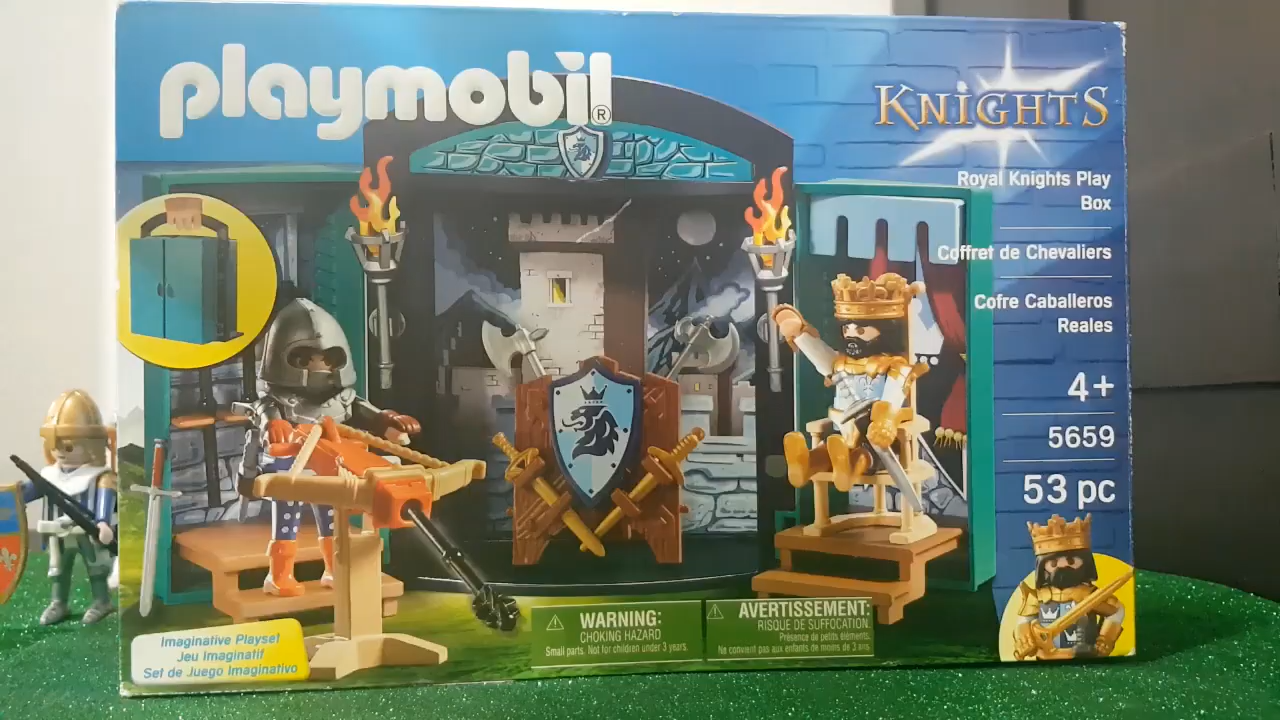 playmobil®
KNIGHTS
Royal Knights Play
Box
Coffret de Chevaliers
Cofre Caballeros
Reales
4+
5659
53 pc
WARNING:
CHOKING HAZARD
Small parts. Not for children under 3 years.
AVERTISSEMENT:
RISQUE DE SUFFOCATION
Présence de petits éléments.
Ne convient pas aux enfants de moins de 3 ans.
Imaginative Playset
Jeu Imaginatif
Set de Juego Imaginativo